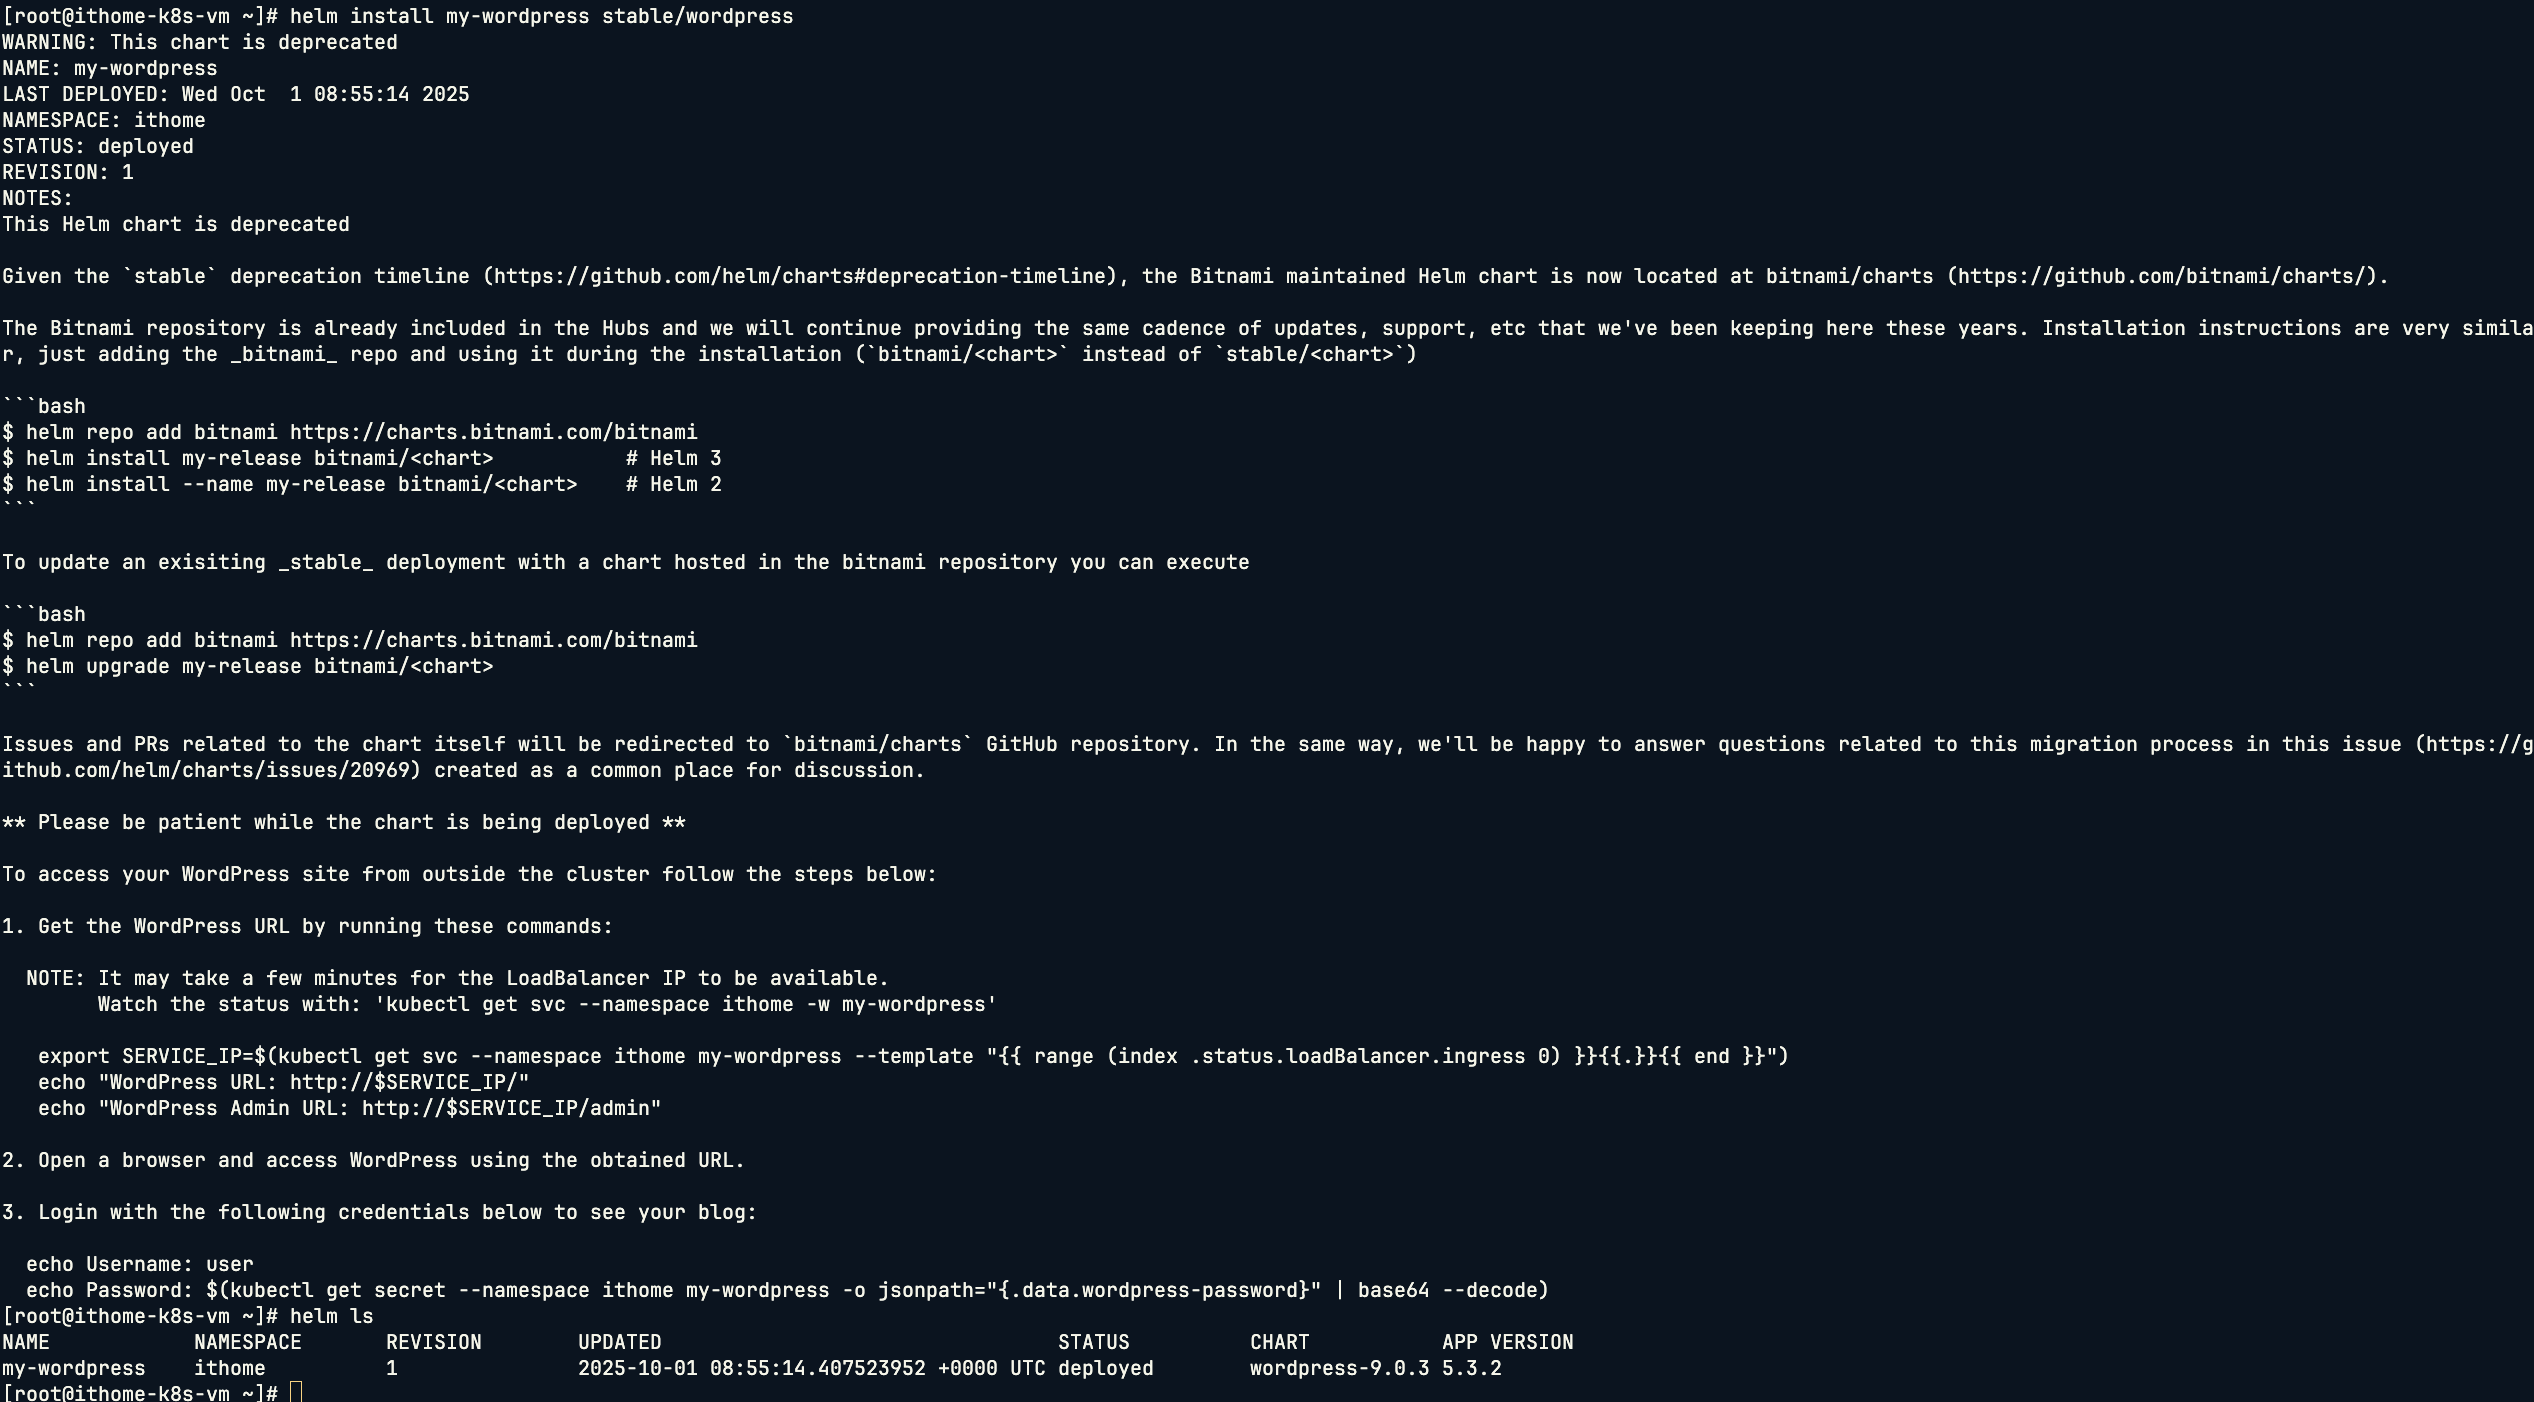 [root@ithome-k8s-vm ~]# helm install my-wordpress stable/wordpress
WARNING: This chart is deprecated
NAME: my-wordpress
LAST DEPLOYED: Wed Oct  1 08:55:14 2025
NAMESPACE: ithome
STATUS: deployed
REVISION: 1
NOTES:
This Helm chart is deprecated

Given the `stable` deprecation timeline (https://github.com/helm/charts#deprecation-timeline), the Bitnami maintained Helm chart is now located at bitnami/charts (https://github.com/bitnami/charts/).

The Bitnami repository is already included in the Hubs and we will continue providing the same cadence of updates, support, etc that we've been keeping here these years. Installation instructions are very simila
r, just adding the _bitnami_ repo and using it during the installation (`bitnami/<chart>` instead of `stable/<chart>`)

```bash
$ helm repo add bitnami https://charts.bitnami.com/bitnami
$ helm install my-release bitnami/<chart>           # Helm 3
$ helm install --name my-release bitnami/<chart>    # Helm 2
```

To update an exisiting _stable_ deployment with a chart hosted in the bitnami repository you can execute

```bash
$ helm repo add bitnami https://charts.bitnami.com/bitnami
$ helm upgrade my-release bitnami/<chart>
```

Issues and PRs related to the chart itself will be redirected to `bitnami/charts` GitHub repository. In the same way, we'll be happy to answer questions related to this migration process in this issue (https://g
ithub.com/helm/charts/issues/20969) created as a common place for discussion.

** Please be patient while the chart is being deployed **

To access your WordPress site from outside the cluster follow the steps below:

1. Get the WordPress URL by running these commands:

  NOTE: It may take a few minutes for the LoadBalancer IP to be available.
        Watch the status with: 'kubectl get svc --namespace ithome -w my-wordpress'

   export SERVICE_IP=$(kubectl get svc --namespace ithome my-wordpress --template "{{ range (index .status.loadBalancer.ingress 0) }}{{.}}{{ end }}")
   echo "WordPress URL: http://$SERVICE_IP/"
   echo "WordPress Admin URL: http://$SERVICE_IP/admin"

2. Open a browser and access WordPress using the obtained URL.

3. Login with the following credentials below to see your blog:

  echo Username: user
  echo Password: $(kubectl get secret --namespace ithome my-wordpress -o jsonpath="{.data.wordpress-password}" | base64 --decode)
[root@ithome-k8s-vm ~]# helm ls
NAME            NAMESPACE       REVISION        UPDATED                                 STATUS          CHART           APP VERSION
my-wordpress    ithome          1               2025-10-01 08:55:14.407523952 +0000 UTC deployed        wordpress-9.0.3 5.3.2
[root@ithome-k8s-vm ~]#